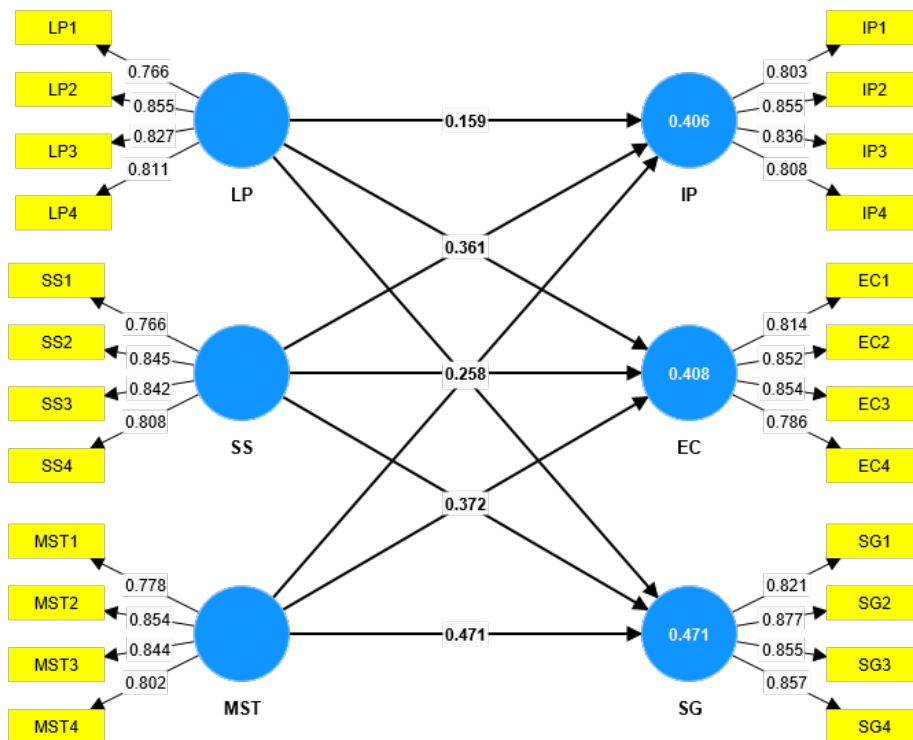 LP1
LP2
LP3
LP4
0.766
0.855
0.827
0.811
LP
0.159
0.406
IP
IP1
IP2
IP3
IP4
0.803
0.855
0.836
0.808
0.361
SS1
SS2
SS3
SS4
0.766
0.845
0.842
0.808
SS
0.258
0.408
EC
EC1
EC2
EC3
EC4
0.814
0.852
0.854
0.786
0.372
MST1
MST2
MST3
MST4
0.778
0.854
0.844
0.802
MST
0.471
0.471
SG
SG1
SG2
SG3
SG4
0.821
0.877
0.855
0.857